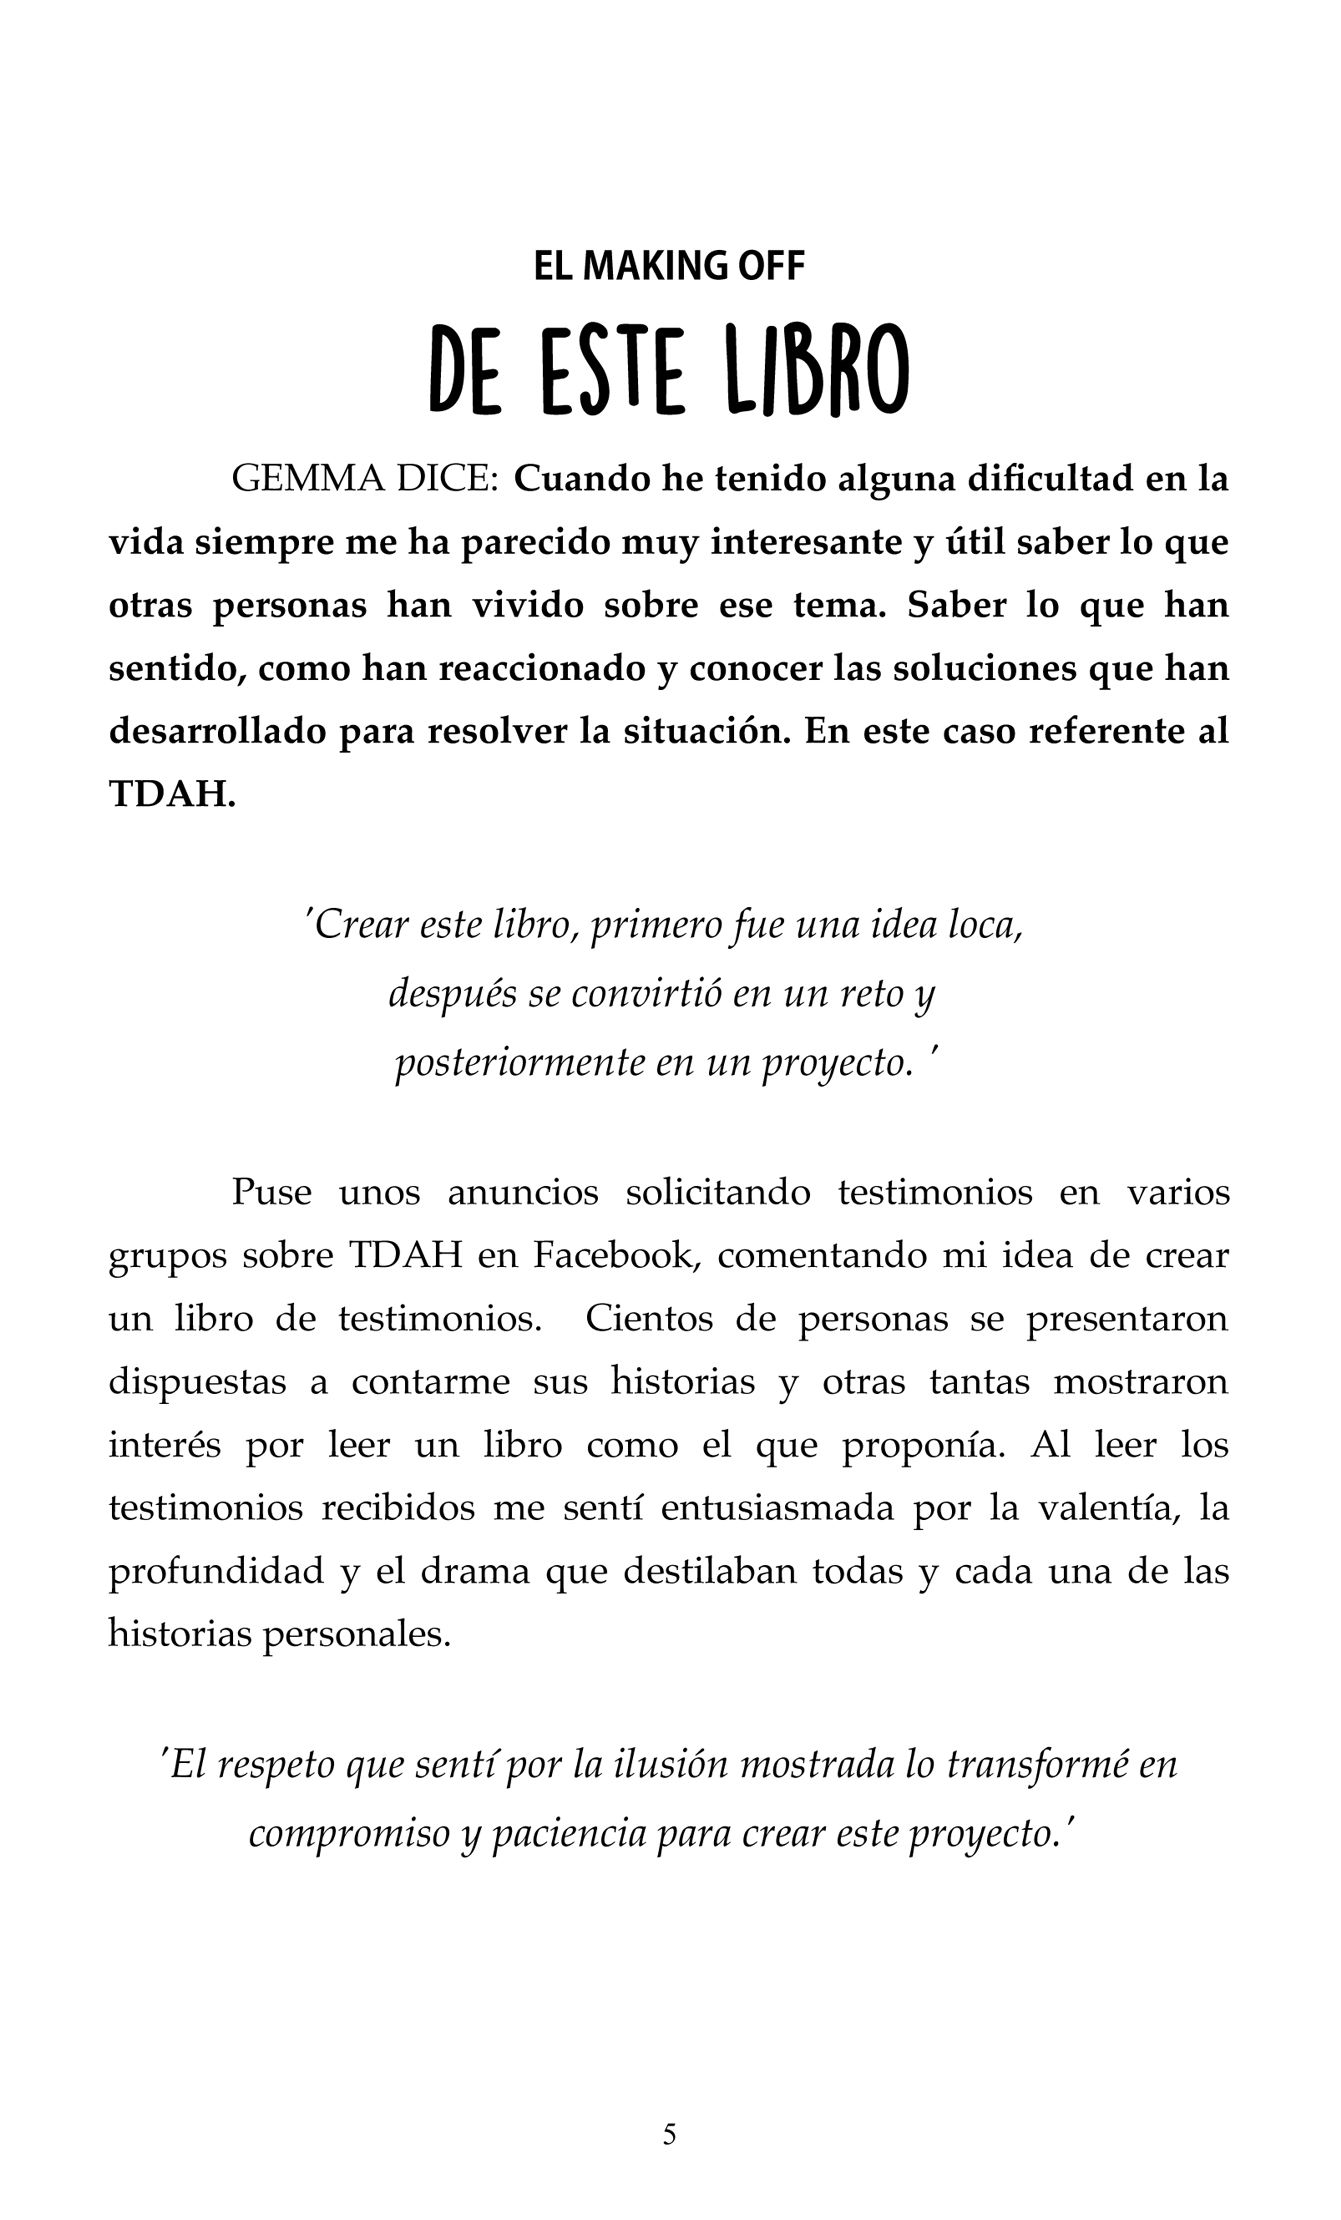 EL MAKING OFF
DE ESTE LIBRO
GEMMA DICE: Cuando he tenido alguna dificultad en la
vida siempre me ha parecido muy interesante y útil saber lo que
otras personas han vivido sobre ese tema. Saber lo que han
sentido, como han reaccionado y conocer las soluciones que han
desarrollado para resolver la situación. En este caso referente al
TDAH.
'Crear este libro, primero fue una idea loca,
después se convirtió en un reto y
posteriormente en un proyecto. '
Puse unos anuncios solicitando testimonios en varios
grupos sobre TDAH en Facebook, comentando mi idea de crear
un libro de testimonios.  Cientos de personas se presentaron
dispuestas a contarme sus historias y otras tantas mostraron
interés por leer un libro como el que proponía. Al leer los
testimonios recibidos me sentí entusiasmada por la valentía, la
profundidad y el drama que destilaban todas y cada una de las
historias personales.
'El respeto que sentí por la ilusión mostrada lo transformé en
compromiso y paciencia para crear este proyecto.'
5